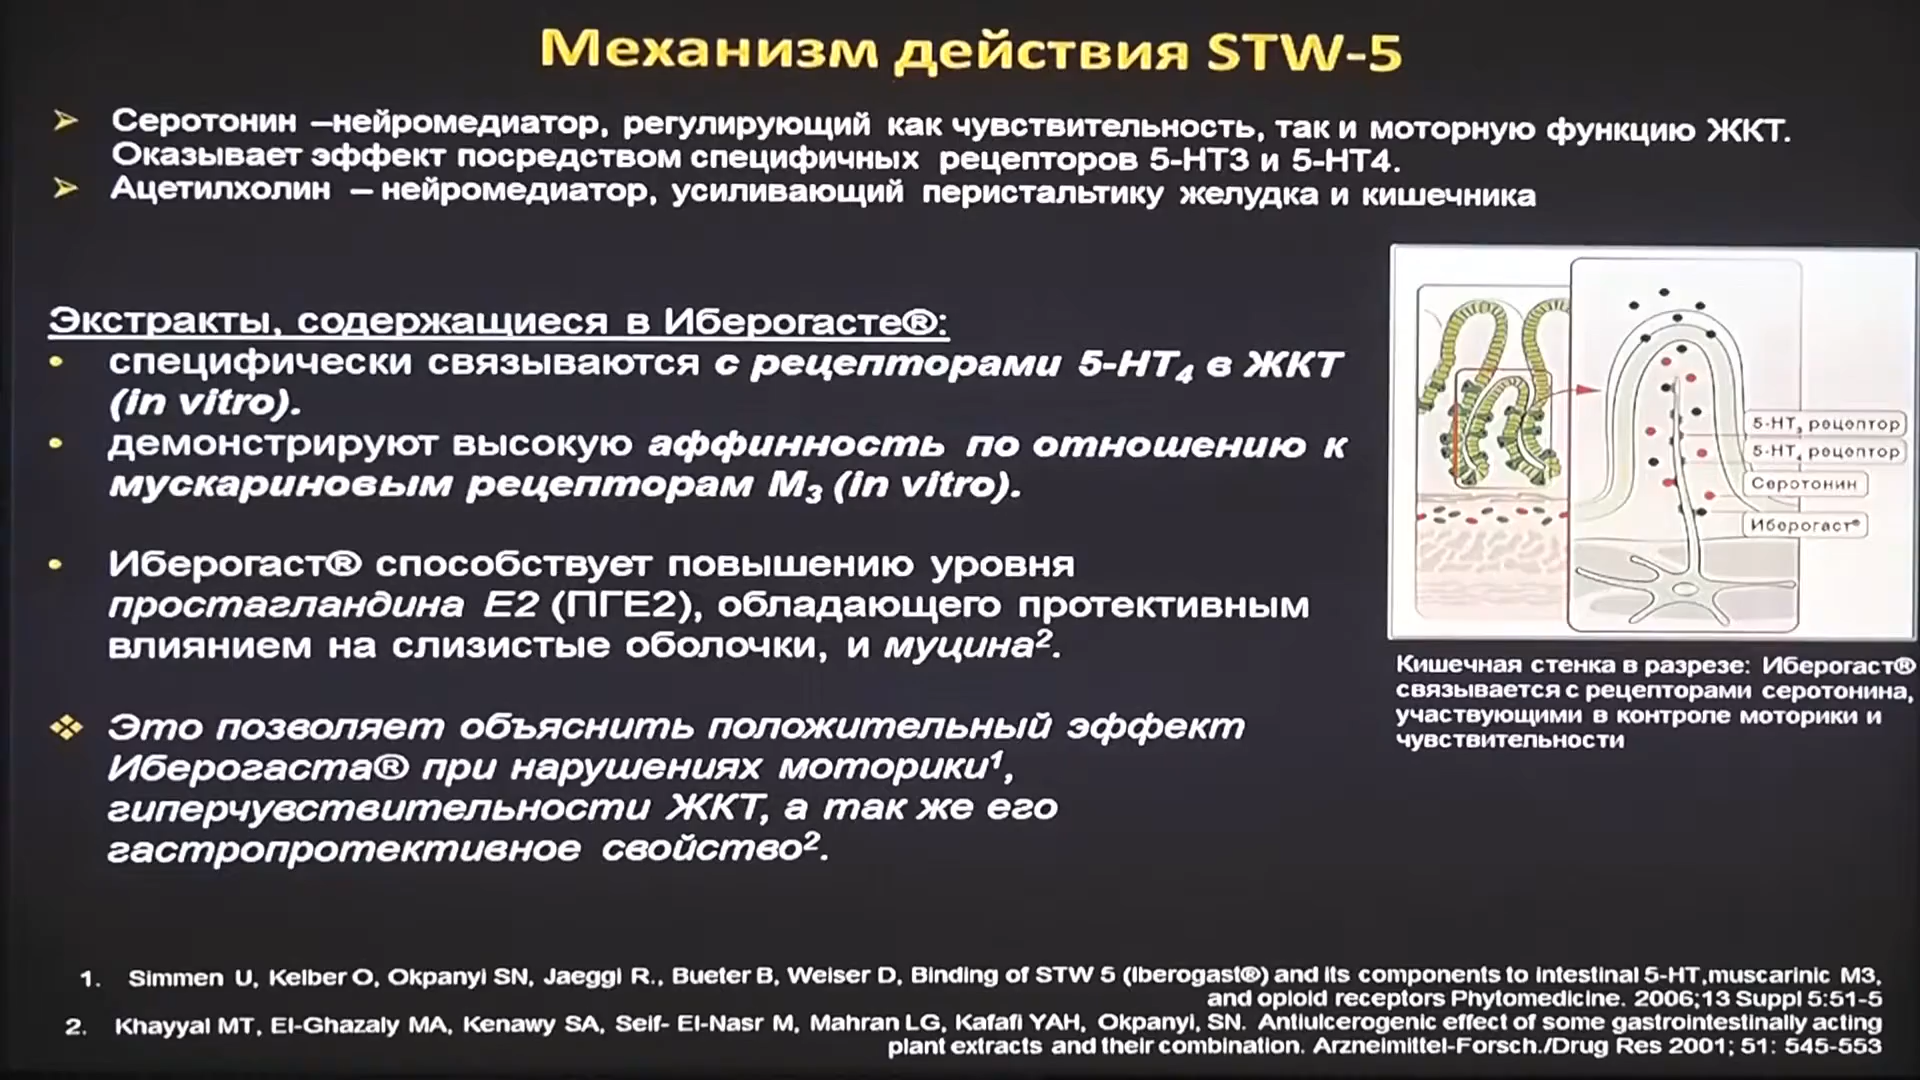 Механизм действия STW-5
Серотонин –нейромедиатор, регулирующий как чувствительность, так и моторную функцию ЖКТ.
Оказывает эффект посредством специфичных рецепторов 5-НТ3 и 5-НТ4.
Ацетилхолин – нейромедиатор, усиливающий перистальтику желудка и кишечника
Экстракты, содержащиеся в Иберогасте®:
• специфически связываются с рецепторами 5-НТ₄ в ЖКТ
(in vitro).
• демонстрируют высокую аффинность по отношению к
мускариновым рецепторам М₃ (in vitro).
• Иберогаст® способствует повышению уровня
простагландина Е2 (ПГЕ2), обладающего протективным
влиянием на слизистые оболочки, и муцина².
Это позволяет объяснить положительный эффект
Иберогаста® при нарушениях моторики¹,
гиперчувствительности ЖКТ, а так же его
гастропротективное свойство².
5-НТ₃ рецептор
5-НТ₄ рецептор
Серотонин
Иберогаст®
Кишечная стенка в разрезе: Иберогаст®
связывается с рецепторами серотонина,
участвующими в контроле моторики и
чувствительности
1. Simmen U, Kelber O, Okpanyi SN, Jaeggi R., Bueter B, Weiser D, Binding of STW 5 (Iberogast®) and its components to intestinal 5-HT,muscarinic M3,
and opioid receptors Phytomedicine. 2006;13 Suppl 5:51-5
2. Khayyal MT, El-Ghazaly MA, Kenawy SA, Seif- El-Nasr M, Mahran LG, Kafafi YAH, Okpanyi, SN. Antiulcerogenic effect of some gastrointestinally acting
plant extracts and their combination. Arzneimittel-Forsch./Drug Res 2001; 51: 545-553